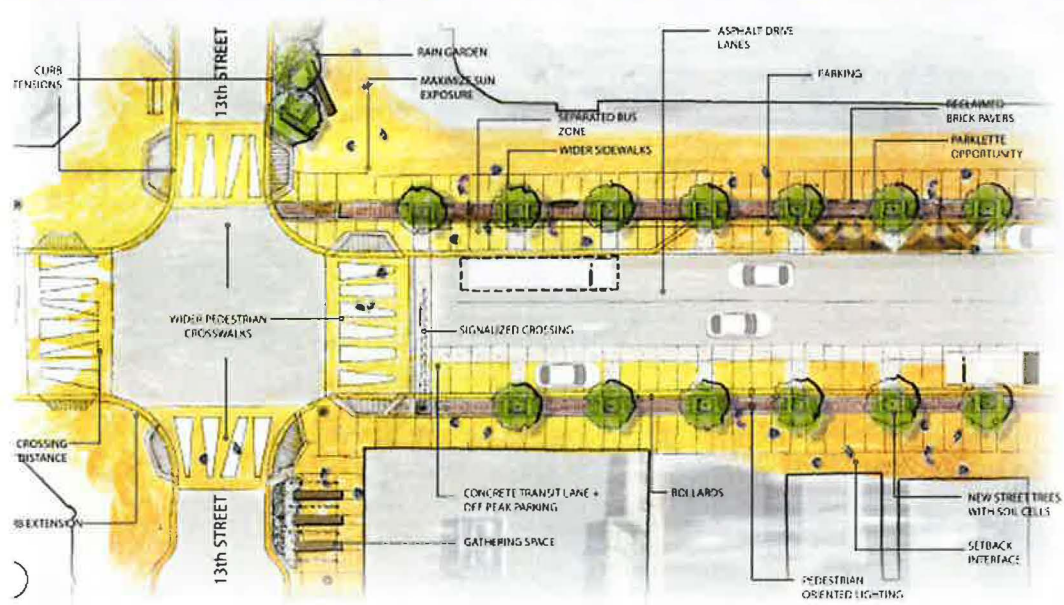 13th STREET
CURB
TENSIONS
RAIN GARDEN
MAXIMIZE SUN
EXPOSURE
ASPHALT DRIVE
LANES
PARKING
SEPARATED BUS
ZONE
WIDER SIDEWALKS
RECLAIMED
BRICK PAVERS
PARKLETTE
OPPORTUNITY
WIDER PEDESTRIAN
CROSSWALKS
SIGNALIZED CROSSING
CROSSING
DISTANCE
EXTENSION
13th STREET
CONCRETE TRANSIT LANE +
OFF PEAK PARKING
BOLLARDS
GATHERING SPACE
NEW STREET TREES
WITH SOIL CELLS
SETBACK
INTERFACE
PEDESTRIAN
ORIENTED LIGHTING